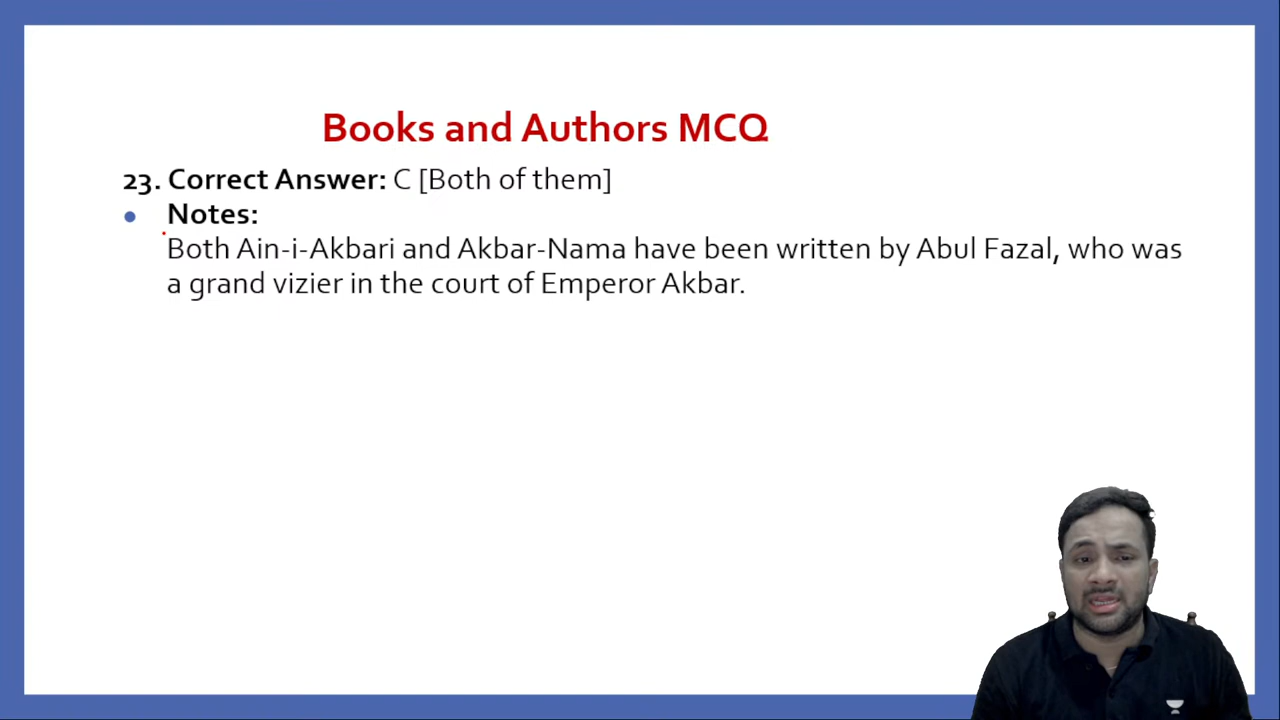 Books and Authors MCQ
23. Correct Answer: C [Both of them]
Notes:
Both Ain-i-Akbari and Akbar-Nama have been written by Abul Fazal, who was
a grand vizier in the court of Emperor Akbar.